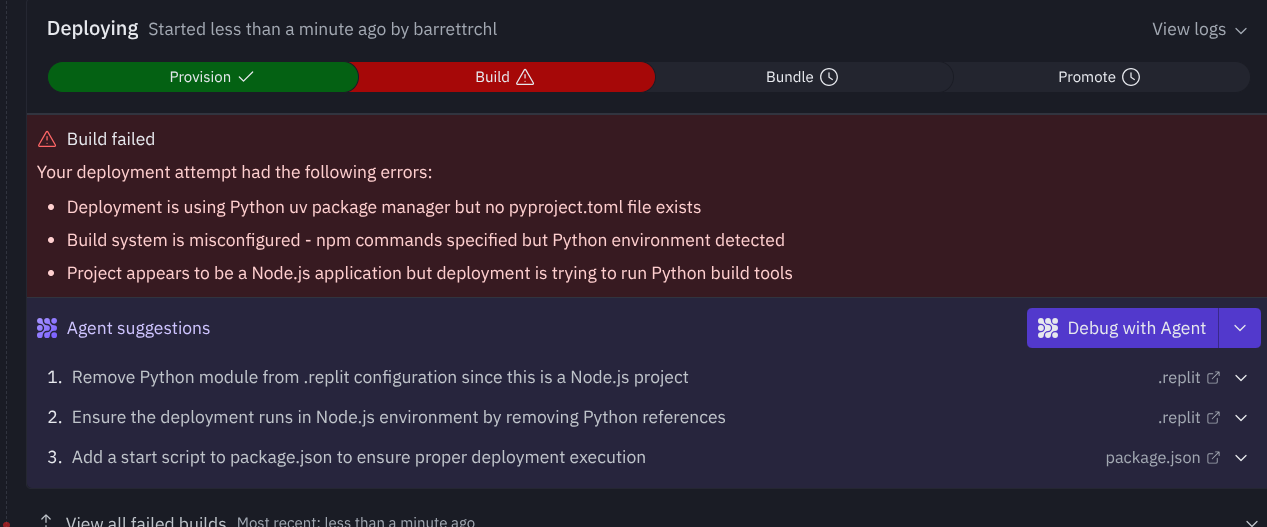 Deploying Started less than a minute ago by barrettrchl View logs
Provision Build Bundle Promote
Build failed
Your deployment attempt had the following errors:
• Deployment is using Python uv package manager but no pyproject.toml file exists
• Build system is misconfigured - npm commands specified but Python environment detected
• Project appears to be a Node.js application but deployment is trying to run Python build tools
Agent suggestions Debug with Agent
1. Remove Python module from .replit configuration since this is a Node.js project .replit
2. Ensure the deployment runs in Node.js environment by removing Python references .replit
3. Add a start script to package.json to ensure proper deployment execution package.json
View all failed builds Most recent: less than a minute ago